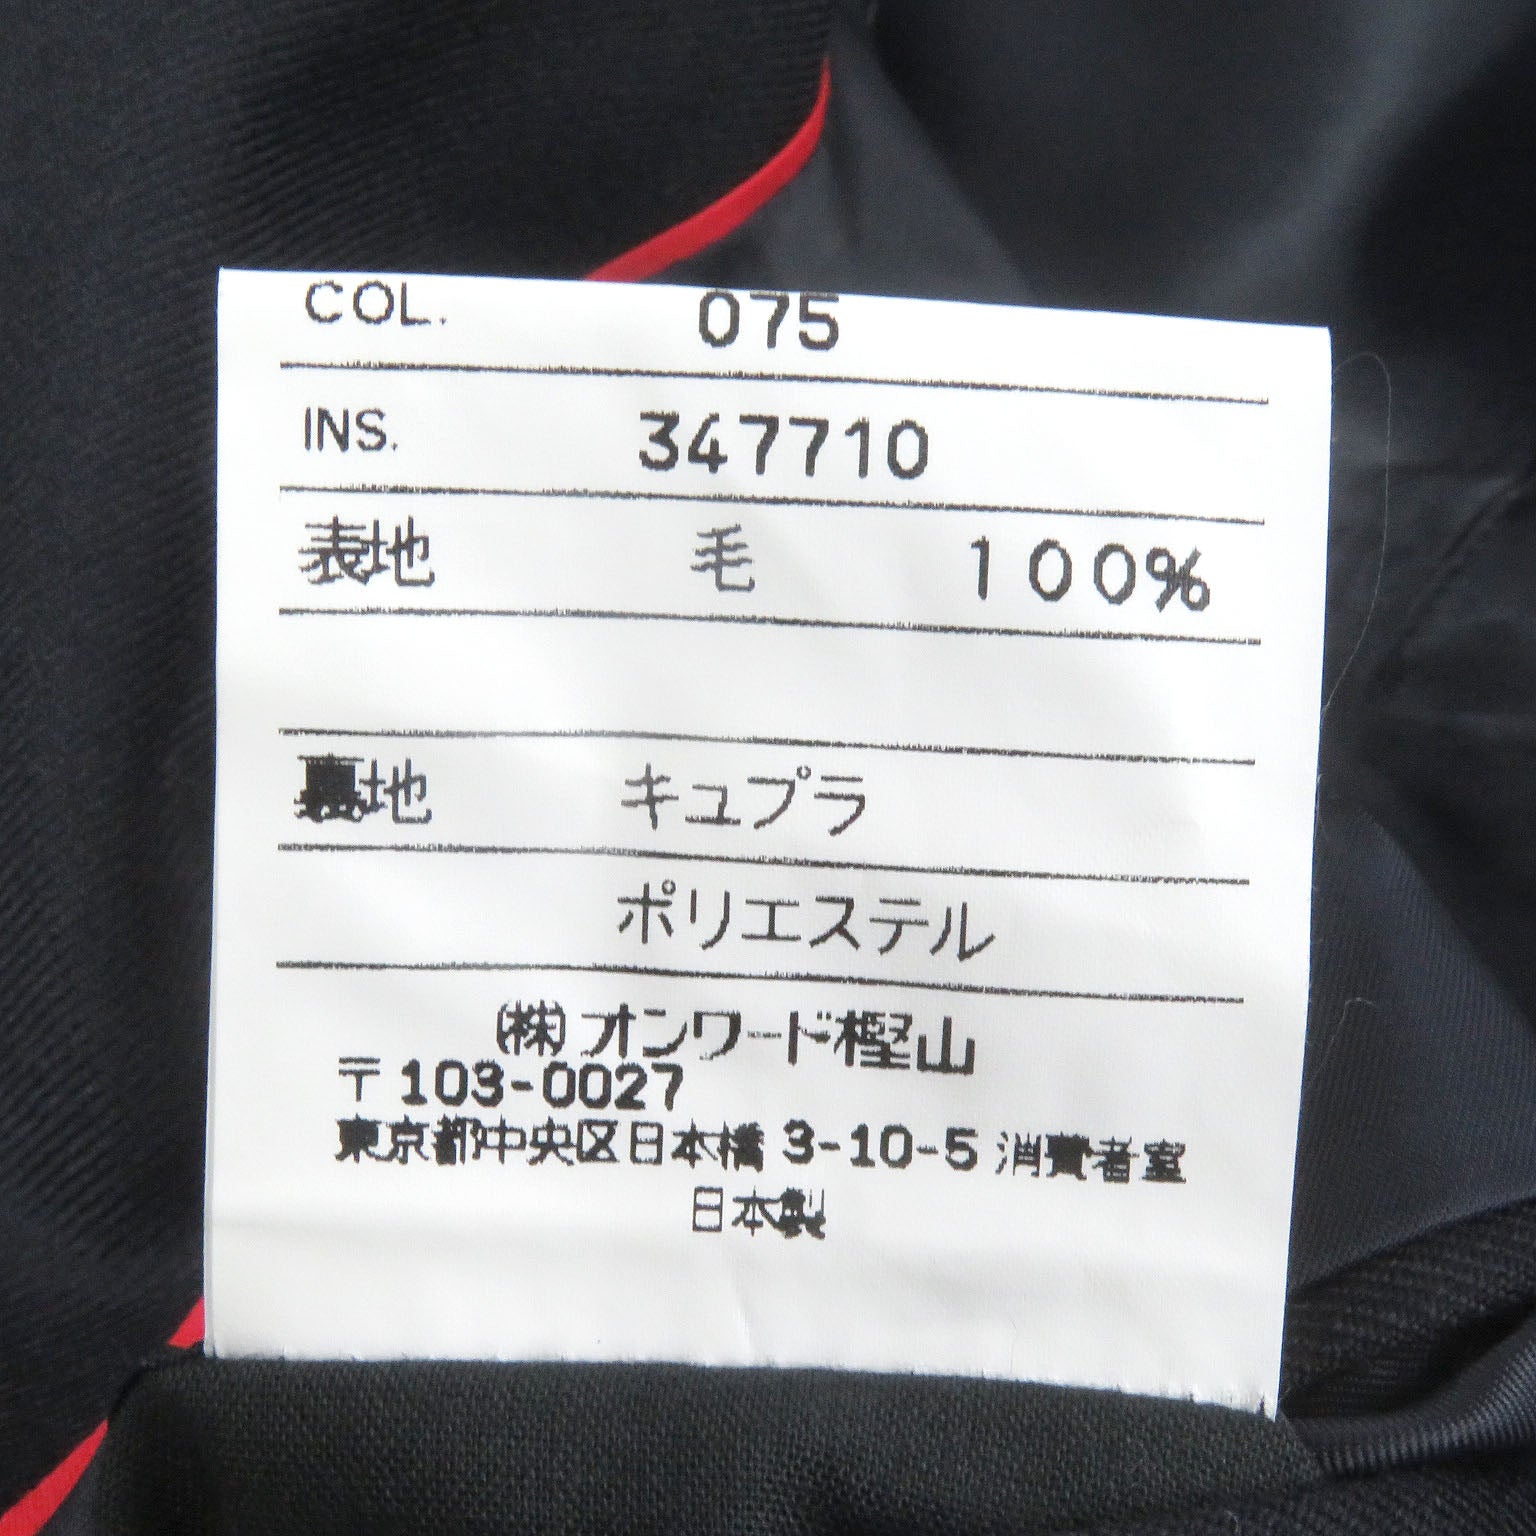 COL. 075
INS. 347710
表地 毛 100%
裏地 キュプラ
ポリエステル
(株)オンワード樫山
〒103-0027
東京都中央区日本橋 3-10-5 消費者室
日本製